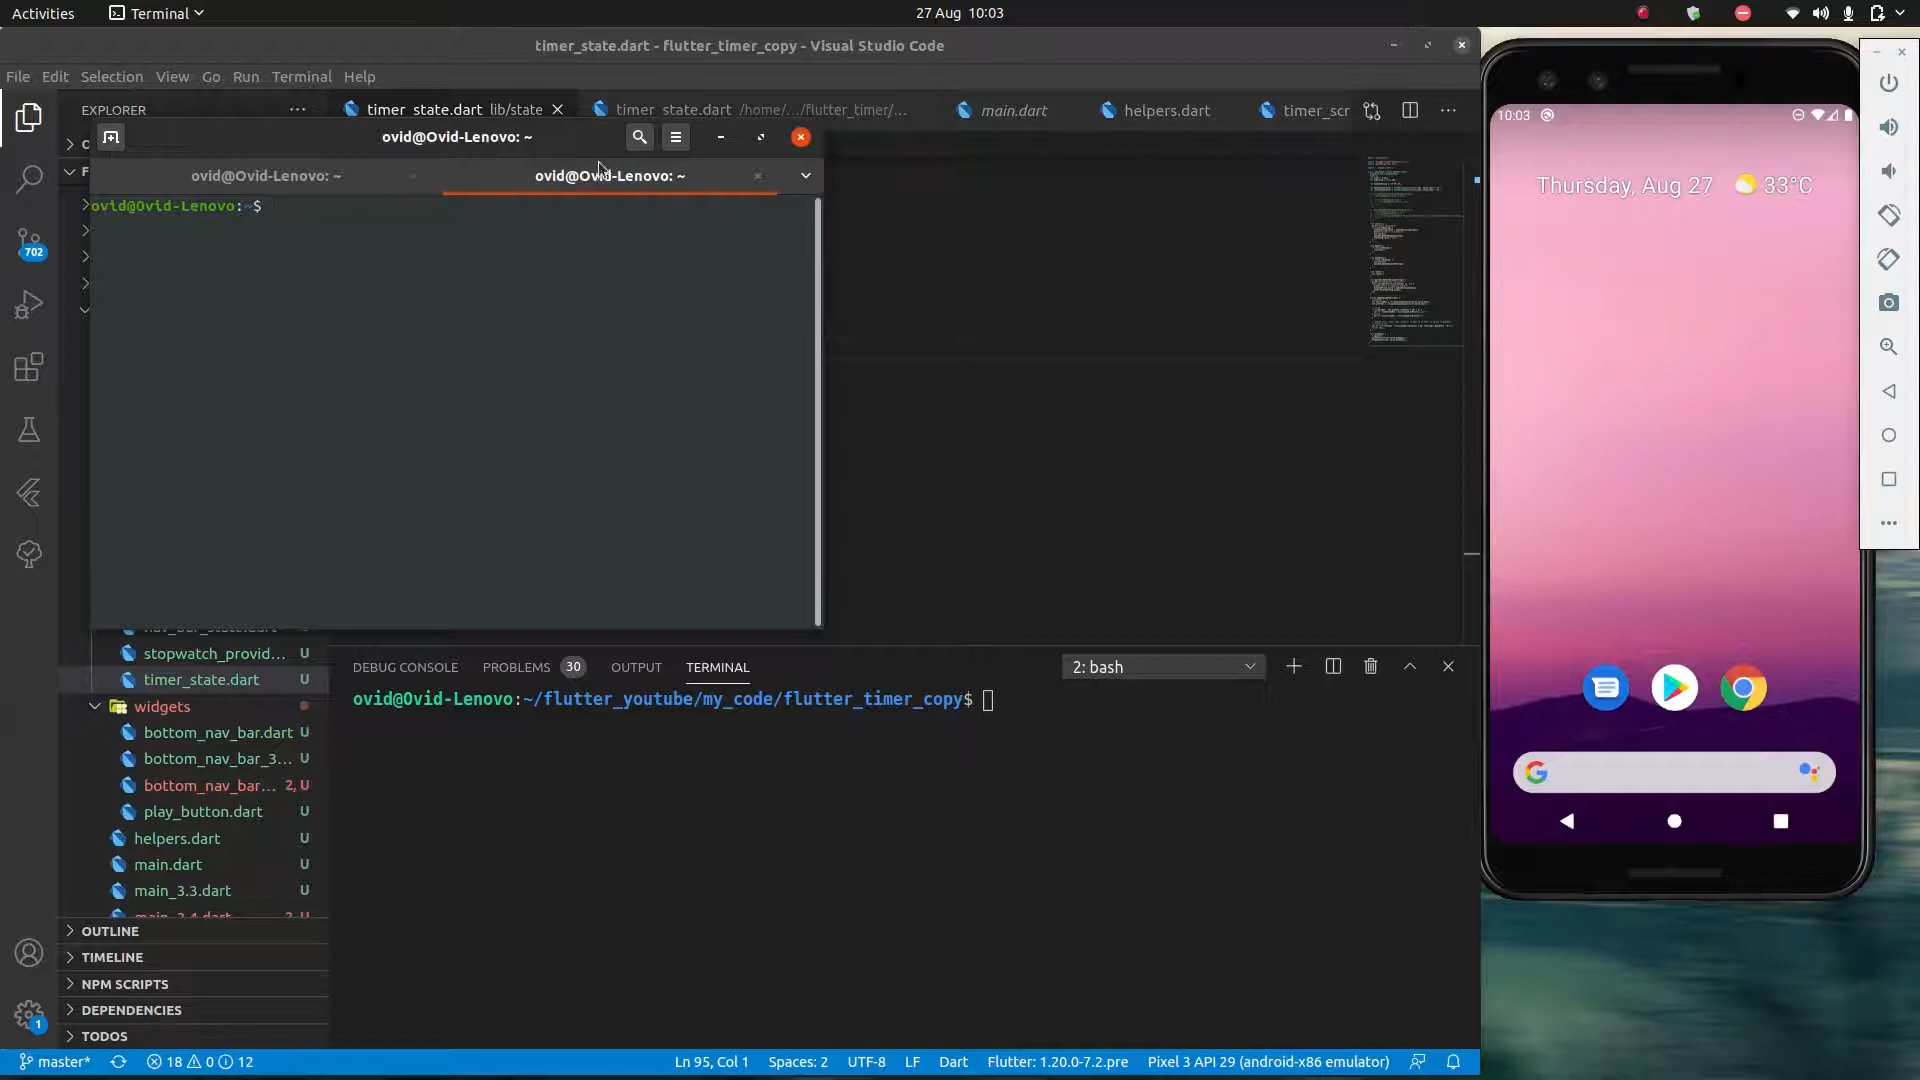 Activities Terminal 27 Aug 10:03
timer_state.dart - flutter_timer_copy - Visual Studio Code
File Edit Selection View Go Run Terminal Help
EXPLORER
timer_state.dart lib/state
timer_state.dart /home/.../flutter_timer/...
main.dart
helpers.dart
timer_scr
ovid@Ovid-Lenovo: ~
ovid@Ovid-Lenovo: ~
ovid@Ovid-Lenovo: ~
ovid@Ovid-Lenovo:~$
702
stopwatch_provid... U
timer_state.dart U
widgets
bottom_nav_bar.dart U
bottom_nav_bar_3... U
bottom_nav_bar... 2, U
play_button.dart U
helpers.dart U
main.dart U
main_3.3.dart U
OUTLINE
TIMELINE
NPM SCRIPTS
DEPENDENCIES
TODOS
1
DEBUG CONSOLE PROBLEMS 30 OUTPUT TERMINAL 2: bash
ovid@Ovid-Lenovo:~/flutter_youtube/my_code/flutter_timer_copy$
master* 18 0 12 Ln 95, Col 1 Spaces: 2 UTF-8 LF Dart Flutter: 1.20.0-7.2.pre Pixel 3 API 29 (android-x86 emulator)
10:03
Thursday, Aug 27 33°C